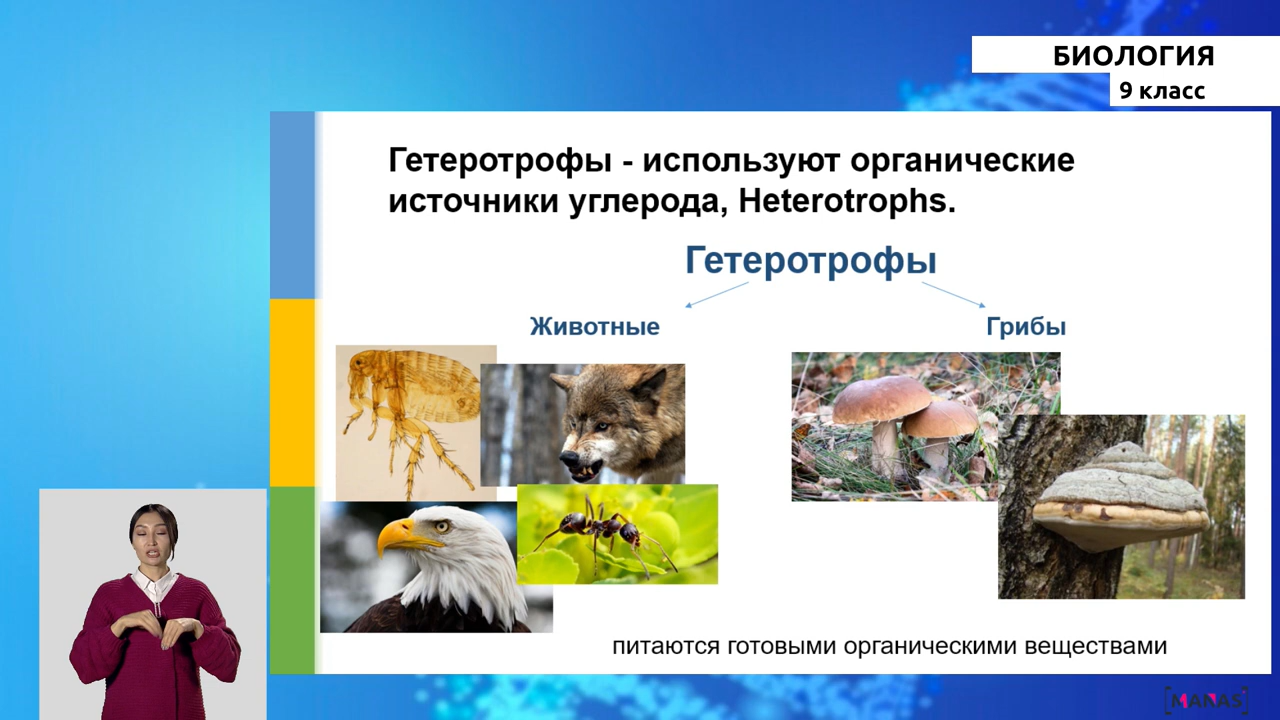 БИОЛОГИЯ
9 класс
Гетеротрофы - используют органические
источники углерода, Heterotrophs.
Гетеротрофы
Животные
Грибы
питаются готовыми органическими веществами
MANAS